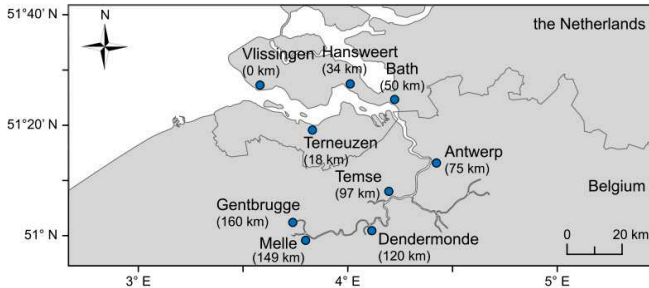 51°40'
N
the Netherlands
Vlissingen
(0 km)
Hansweert
(34 km)
Bath
(50 km)
51°20'
Terneuzen
(18 km)
Antwerp
(75 km)
Temse
(97 km)
Belgium
Gentbrugge
(160 km)
51°
Melle
(149 km)
Dendermonde
(120 km)
0 20 km
3° E 4° E 5° E